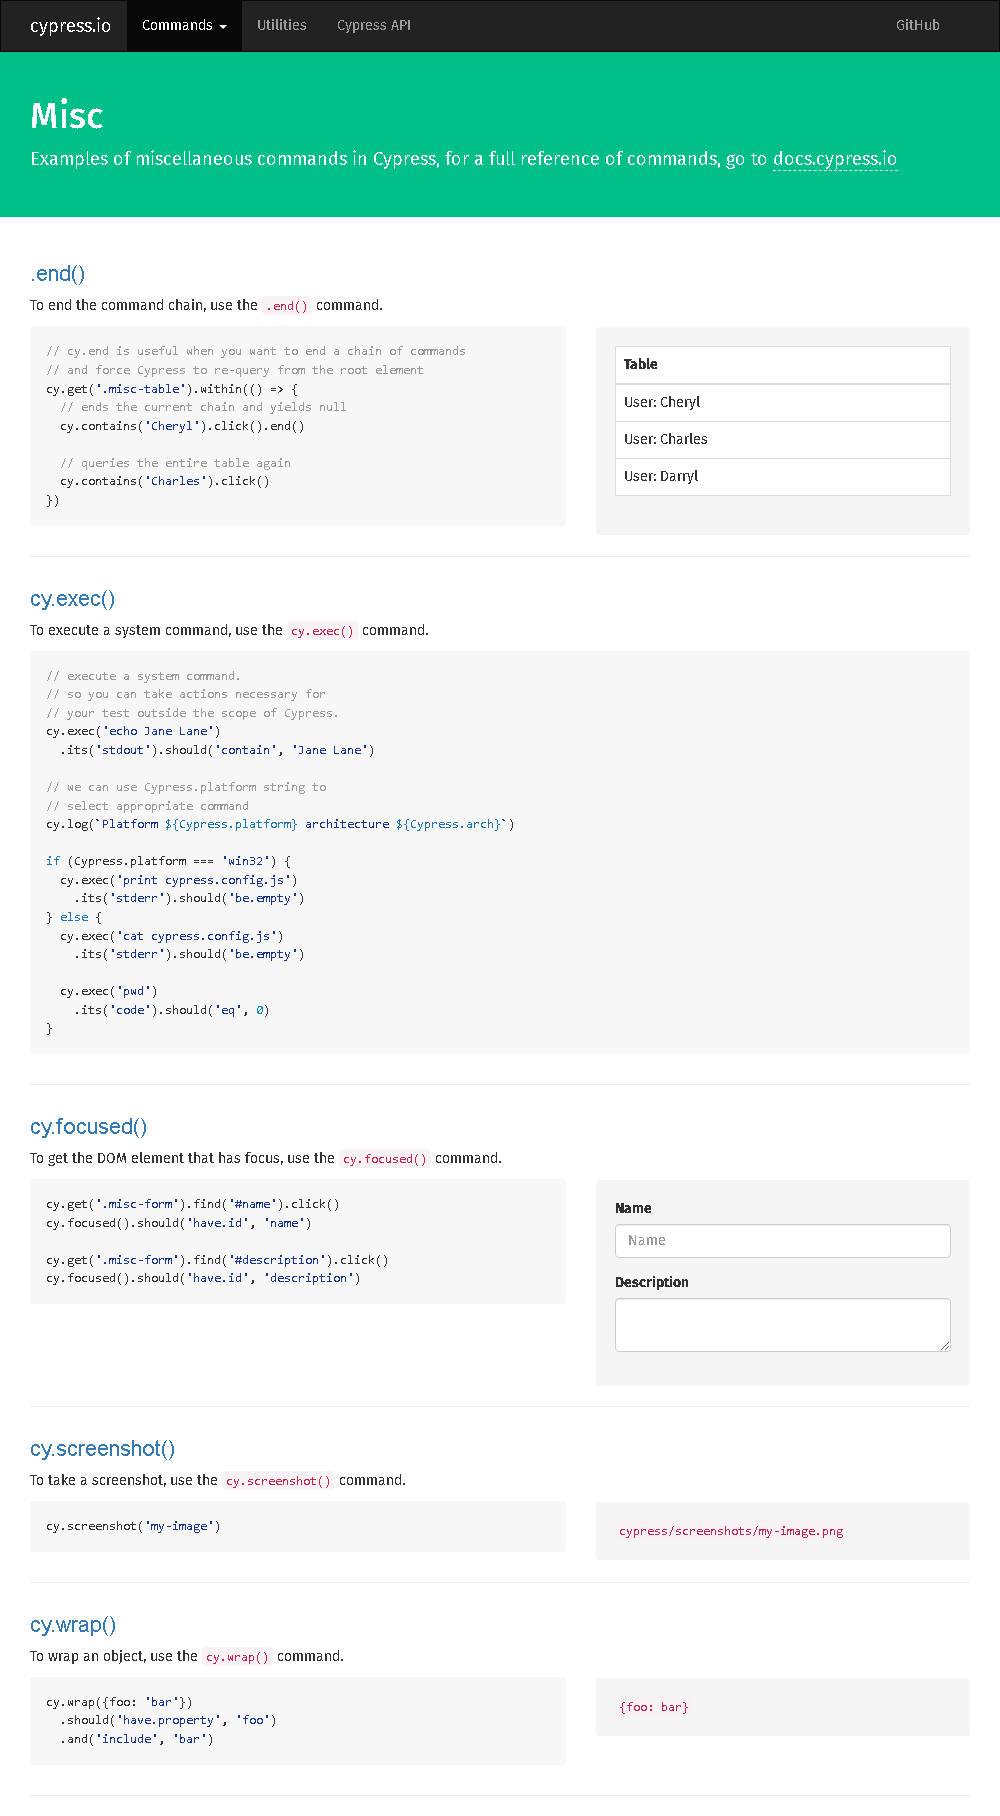 cypress.io
Commands
Utilities
Cypress API
GitHub
Misc
Examples of miscellaneous commands in Cypress, for a full reference of commands, go to docs.cypress.io
.end()
To end the command chain, use the .end() command.
// cy.end is useful when you want to end a chain of commands
// and force Cypress to re-query from the root element
cy.get('.misc-table').within(() => {
  // ends the current chain and yields null
  cy.contains('Cheryl').click().end()

  // queries the entire table again
  cy.contains('Charles').click()
})
Table
User: Cheryl
User: Charles
User: Darryl
cy.exec()
To execute a system command, use the cy.exec() command.
// execute a system command.
// so you can take actions necessary for
// your test outside the scope of Cypress.
cy.exec('echo Jane Lane')
  .its('stdout').should('contain', 'Jane Lane')

// we can use Cypress.platform string to
// select appropriate command
cy.log(`Platform ${Cypress.platform} architecture ${Cypress.arch}`)

if (Cypress.platform === 'win32') {
  cy.exec('print cypress.config.js')
    .its('stderr').should('be.empty')
} else {
  cy.exec('cat cypress.config.js')
    .its('stderr').should('be.empty')

  cy.exec('pwd')
    .its('code').should('eq', 0)
}
cy.focused()
To get the DOM element that has focus, use the cy.focused() command.
cy.get('.misc-form').find('#name').click()
cy.focused().should('have.id', 'name')

cy.get('.misc-form').find('#description').click()
cy.focused().should('have.id', 'description')
Name
Name
Description
cy.screenshot()
To take a screenshot, use the cy.screenshot() command.
cy.screenshot('my-image')
cypress/screenshots/my-image.png
cy.wrap()
To wrap an object, use the cy.wrap() command.
cy.wrap({foo: 'bar'})
  .should('have.property', 'foo')
  .and('include', 'bar')
{foo: bar}